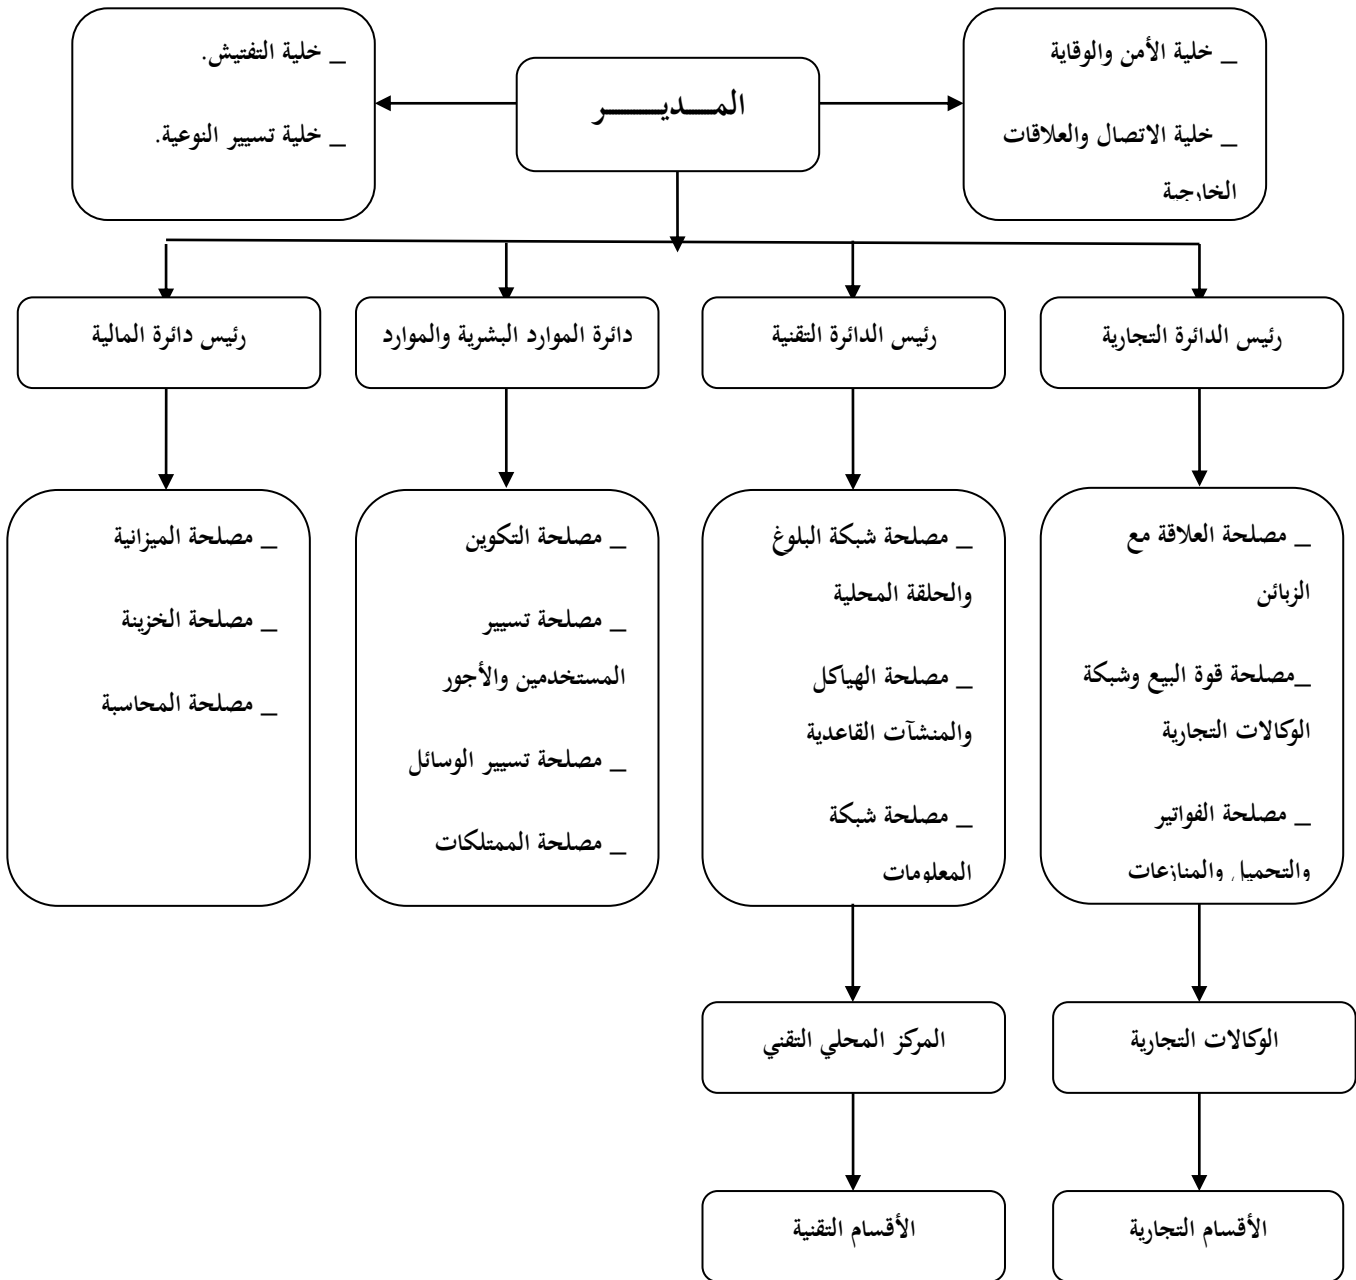 _ خلية الأمن والوقاية
_ خلية الاتصال والعلاقات
الخارجية
المـــديــــــر
_ خلية التفتيش.
_ خلية تسيير النوعية.
رئيس الدائرة التجارية
رئيس الدائرة التقنية
دائرة الموارد البشرية والموارد
رئيس دائرة المالية
_ مصلحة العلاقة مع
الزبائن
_مصلحة قوة البيع وشبكة
الوكالات التجارية
_ مصلحة الفواتير
والتحميل والمنازعات
_ مصلحة شبكة البلوغ
والحلقة المحلية
_ مصلحة الهياكل
والمنشآت القاعدية
_ مصلحة شبكة
المعلومات
_ مصلحة التكوين
_ مصلحة تسيير
المستخدمين والأجور
_ مصلحة تسيير الوسائل
_ مصلحة الممتلكات
_ مصلحة الميزانية
_ مصلحة الخزينة
_ مصلحة المحاسبة
الوكالات التجارية
المركز المحلي التقني
الأقسام التجارية
الأقسام التقنية